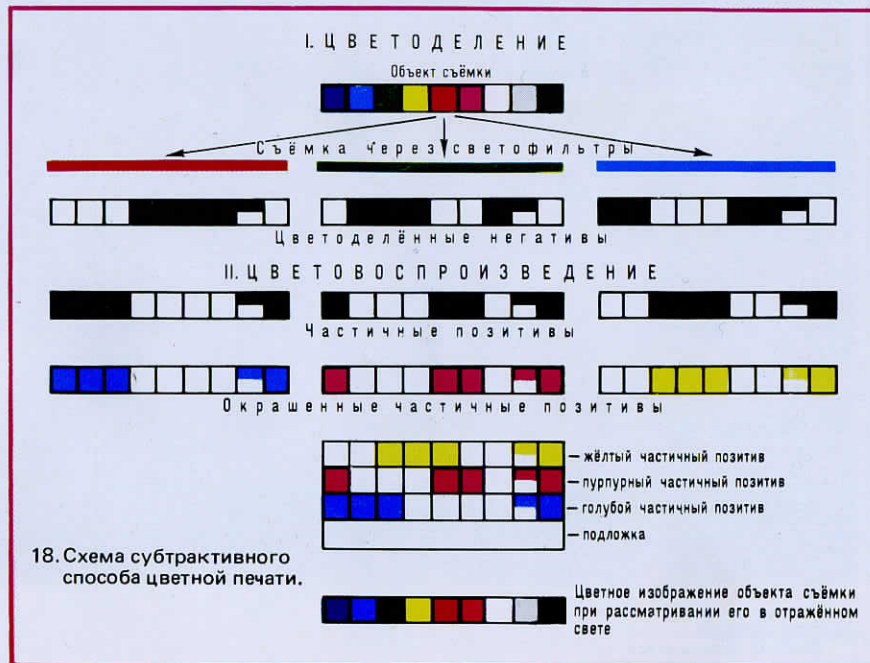 I. ЦВЕТОДЕЛЕНИЕ
Объект съёмки
Съёмка через светофильтры
Цветоделённые негативы
II. ЦВЕТОВОСПРОИЗВЕДЕНИЕ
Частичные позитивы
Окрашенные частичные позитивы
— жёлтый частичный позитив
— пурпурный частичный позитив
— голубой частичный позитив
— подложка
18. Схема субтрактивного
способа цветной печати.
Цветное изображение объекта съёмки
при рассматривании его в отражённом
свете